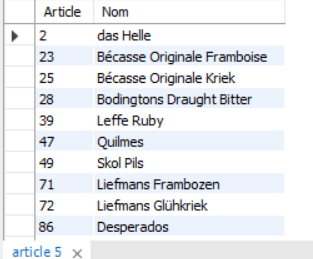 Article Nom
2 das Helle
23 Bécasse Originale Framboise
25 Bécasse Originale Kriek
28 Bodingtons Draught Bitter
39 Leffe Ruby
47 Quilmes
49 Skol Pils
71 Liefmans Frambozen
72 Liefmans Glühkriek
86 Desperados
article 5 ×